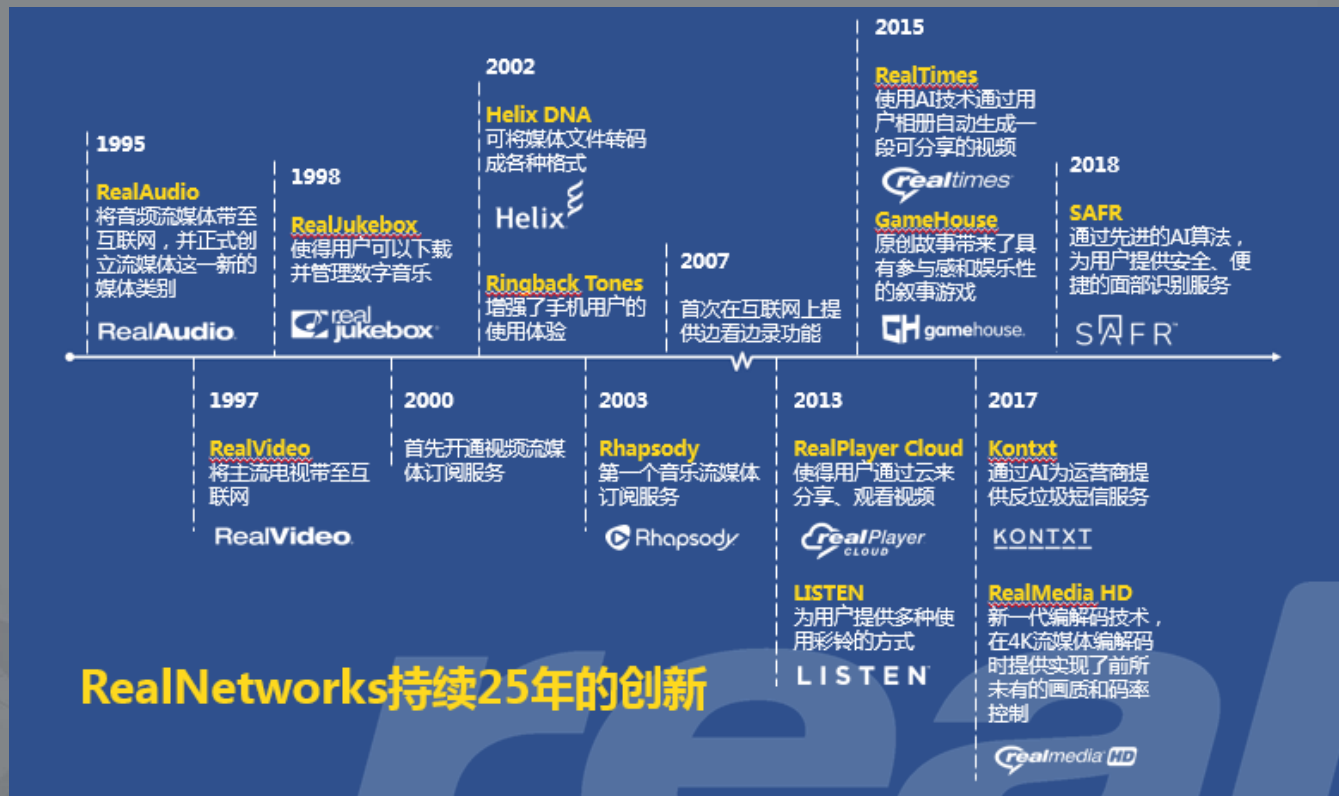 1995
RealAudio
将音频流媒体带至
互联网，并正式创
立流媒体这一新的
媒体类别
RealAudio
1997
RealVideo
将主流电视带至互
联网
RealVideo
1998
RealJukebox
使得用户可以下载
并管理数字音乐
real
jukebox
2000
首先开通视频流媒
体订阅服务
2002
Helix DNA
可将媒体文件转码
成各种格式
Helix
Ringback Tones
增强了手机用户的
使用体验
2003
Rhapsody
第一个音乐流媒体
订阅服务
Rhapsody
2007
首次在互联网上提
供边看边录功能
2013
RealPlayer Cloud
使得用户通过云来
分享、观看视频
realPlayer
CLOUD
LISTEN
为用户提供多种使
用彩铃的方式
LISTEN
2015
RealTimes
使用AI技术通过用
户相册自动生成一
段可分享的视频
realtimes
GameHouse
原创故事带来了具
有参与感和娱乐性
的叙事游戏
GH gamehouse
2017
Kontxt
通过AI为运营商提
供反垃圾短信服务
KONTXT
RealMedia HD
新一代编解码技术，
在4K流媒体编解码
时提供实现了前所
未有的画质和码率
控制
realmedia HD
2018
SAFR
通过先进的AI算法，
为用户提供安全、便
捷的面部识别服务
SAFR
RealNetworks持续25年的创新
real